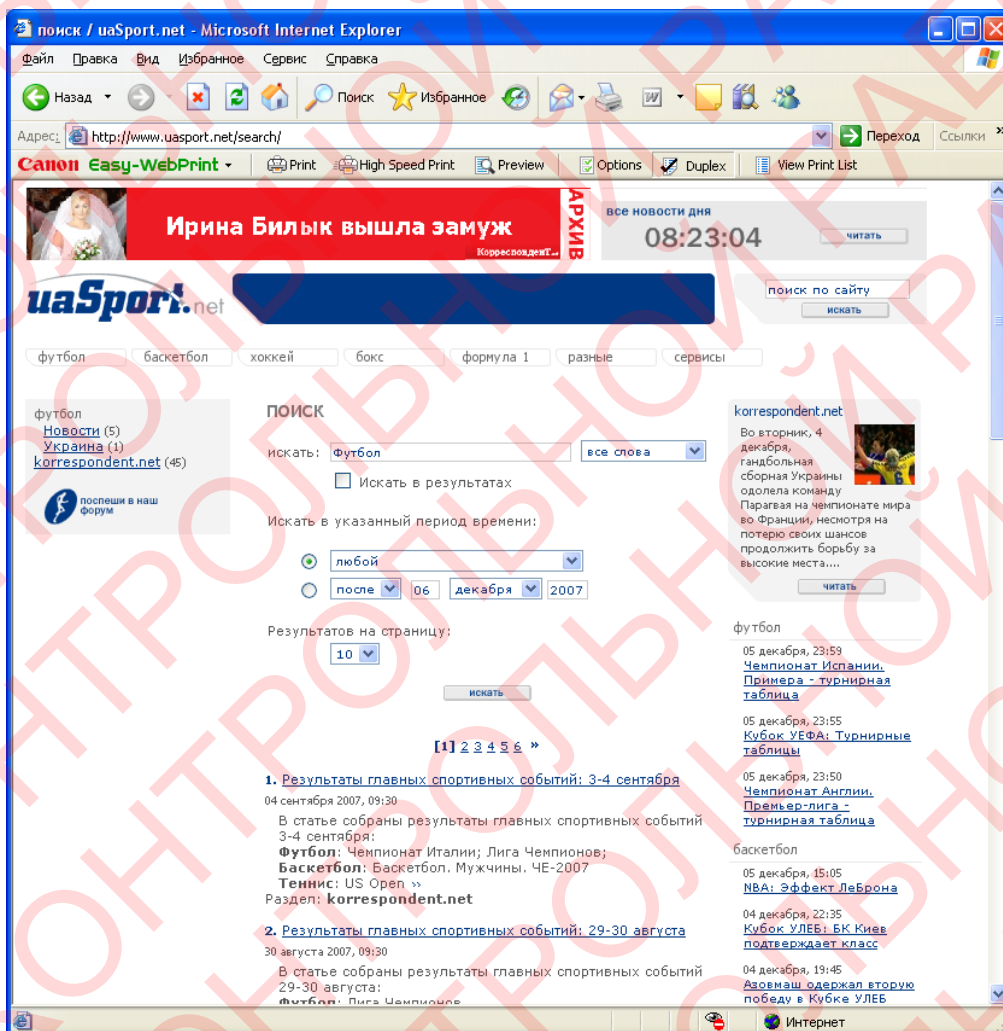 поиск / uaSport.net - Microsoft Internet Explorer
Файл Правка Вид Избранное Сервис Справка
Назад Поиск Избранное
Адрес: http://www.uasport.net/search/ Переход Ссылки »
Canon Easy-WebPrint Print High Speed Print Preview Options Duplex View Print List
Ирина Билык вышла замуж
КорреспонденТ.net
АРХИВ
все новости дня
08:23:04 читать
uaSport.net
поиск по сайту
искать
футбол баскетбол хоккей бокс формула 1 разные сервисы
футбол
Новости (5)
Украина (1)
korrespondent.net (45)
поспеши в наш
форум
ПОИСК
искать: Футбол все слова
Искать в результатах
Искать в указанный период времени:
любой
после 06 декабря 2007
Результатов на страницу:
10
искать
[1] 2 3 4 5 6 »
1. Результаты главных спортивных событий: 3-4 сентября
04 сентября 2007, 09:30
В статье собраны результаты главных спортивных событий
3-4 сентября:
Футбол: Чемпионат Италии; Лига Чемпионов;
Баскетбол: Баскетбол. Мужчины. ЧЕ-2007
Теннис: US Open »
Раздел: korrespondent.net
2. Результаты главных спортивных событий: 29-30 августа
30 августа 2007, 09:30
В статье собраны результаты главных спортивных событий
29-30 августа:
Футбол: Лига Чемпионов
korrespondent.net
Во вторник, 4
декабря,
гандбольная
сборная Украины
одолела команду
Парагвая на чемпионате мира
во Франции, несмотря на
потерю своих шансов
продолжить борьбу за
высокие места....
читать
футбол
05 декабря, 23:59
Чемпионат Испании.
Примера - турнирная
таблица
05 декабря, 23:55
Кубок УЕФА: Турнирные
таблицы
05 декабря, 23:50
Чемпионат Англии.
Премьер-лига -
турнирная таблица
баскетбол
05 декабря, 15:05
NBA: Эффект ЛеБрона
04 декабря, 22:35
Кубок УЛЕБ: БК Киев
подтверждает класс
04 декабря, 19:45
Азовмаш одержал вторую
победу в Кубке УЛЕБ
Интернет